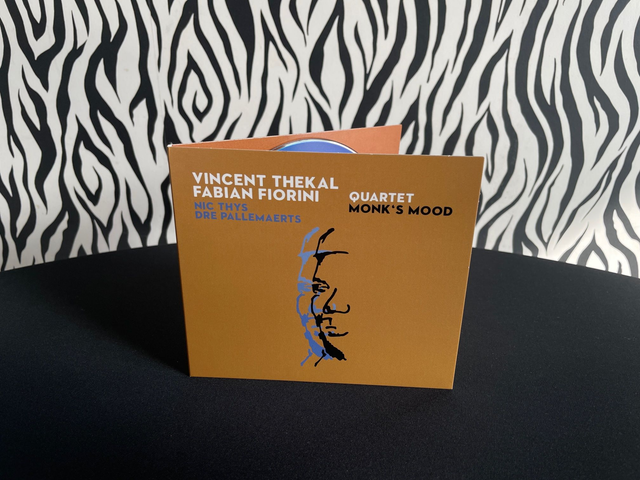 VINCENT THEKAL
FABIAN FIORINI
NIC THYS
DRE PALLEMAERTS
QUARTET
MONK'S MOOD